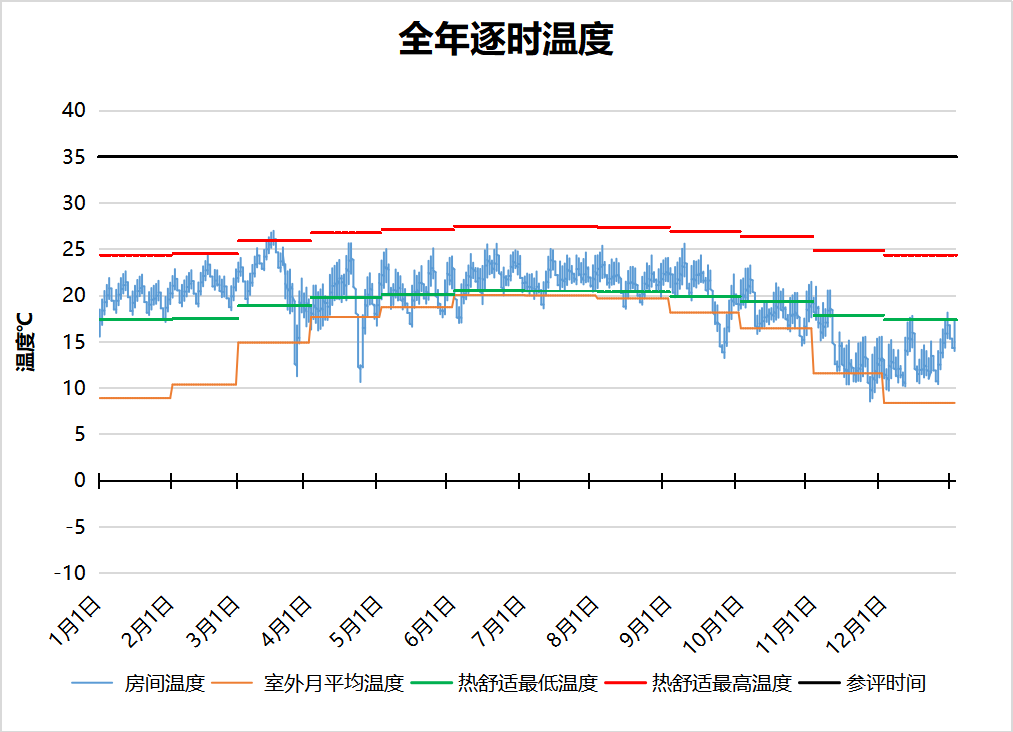 全年逐时温度
40
35
30
25
20
15
10
5
0
-5
-10
温度℃
1月1日
2月1日
3月1日
4月1日
5月1日
6月1日
7月1日
8月1日
9月1日
10月1日
11月1日
12月1日
房间温度 室外月平均温度 热舒适最低温度 热舒适最高温度 参评时间